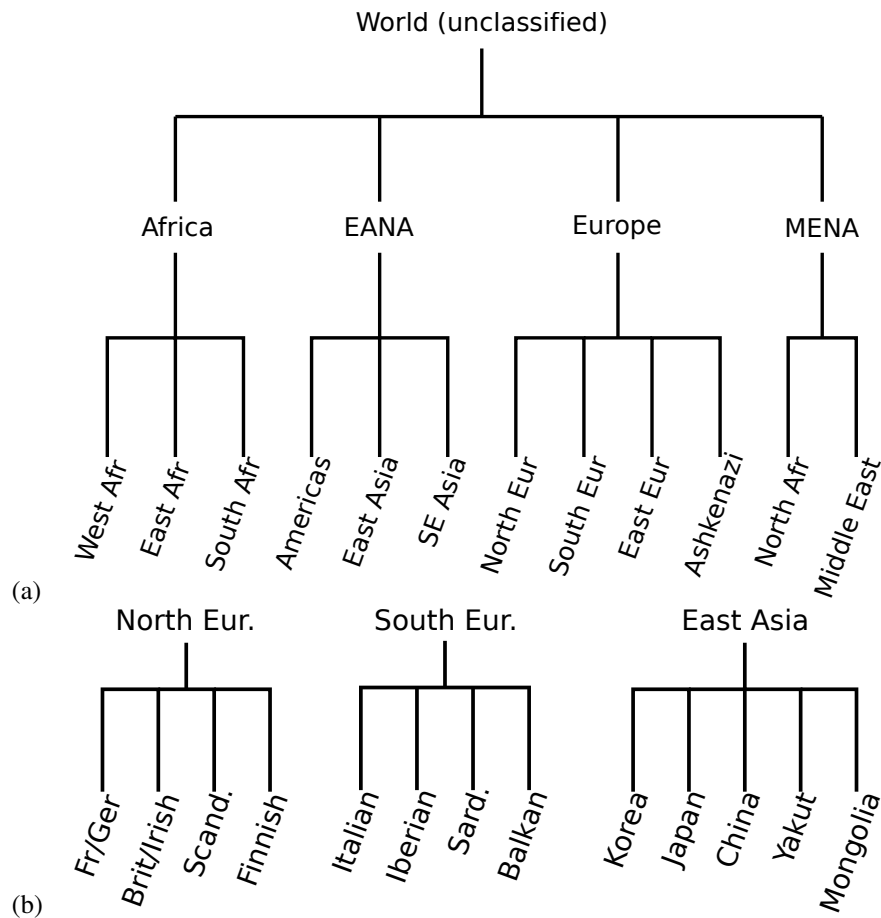 World (unclassified)
Africa EANA Europe MENA
West Afr East Afr South Afr Americas East Asia SE Asia North Eur South Eur East Eur Ashkenazi North Afr Middle East
(a)
North Eur. South Eur. East Asia
Fr/Ger Brit/Irish Scand. Finnish Italian Iberian Sard. Balkan Korea Japan China Yakut Mongolia
(b)